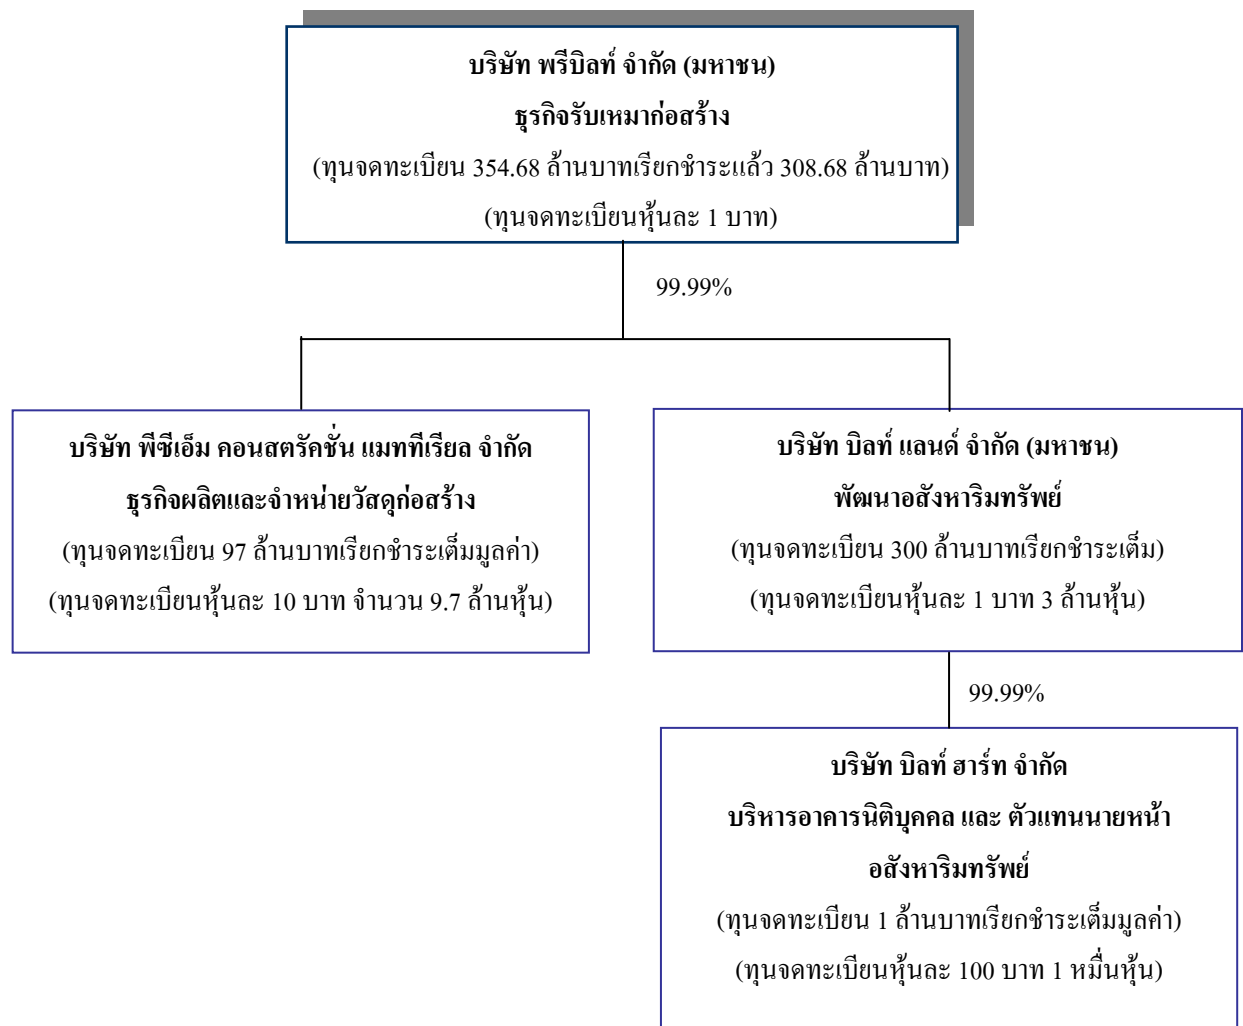 บริษัท พรีบิลท์ จำกัด (มหาชน)
ธุรกิจรับเหมาก่อสร้าง
(ทุนจดทะเบียน 354.68 ล้านบาทเรียกชำระแล้ว 308.68 ล้านบาท)
(ทุนจดทะเบียนหุ้นละ 1 บาท)
99.99%
บริษัท พีซีเอ็ม คอนสตรัคชั่น แมททีเรียล จำกัด
ธุรกิจผลิตและจำหน่ายวัสดุก่อสร้าง
(ทุนจดทะเบียน 97 ล้านบาทเรียกชำระเต็มมูลค่า)
(ทุนจดทะเบียนหุ้นละ 10 บาท จำนวน 9.7 ล้านหุ้น)
บริษัท บิลท์ แลนด์ จำกัด (มหาชน)
พัฒนาอสังหาริมทรัพย์
(ทุนจดทะเบียน 300 ล้านบาทเรียกชำระเต็ม)
(ทุนจดทะเบียนหุ้นละ 1 บาท 3 ล้านหุ้น)
99.99%
บริษัท บิลท์ ฮาร์ท จำกัด
บริหารอาคารนิติบุคคล และ ตัวแทนนายหน้า
อสังหาริมทรัพย์
(ทุนจดทะเบียน 1 ล้านบาทเรียกชำระเต็มมูลค่า)
(ทุนจดทะเบียนหุ้นละ 100 บาท 1 หมื่นหุ้น)